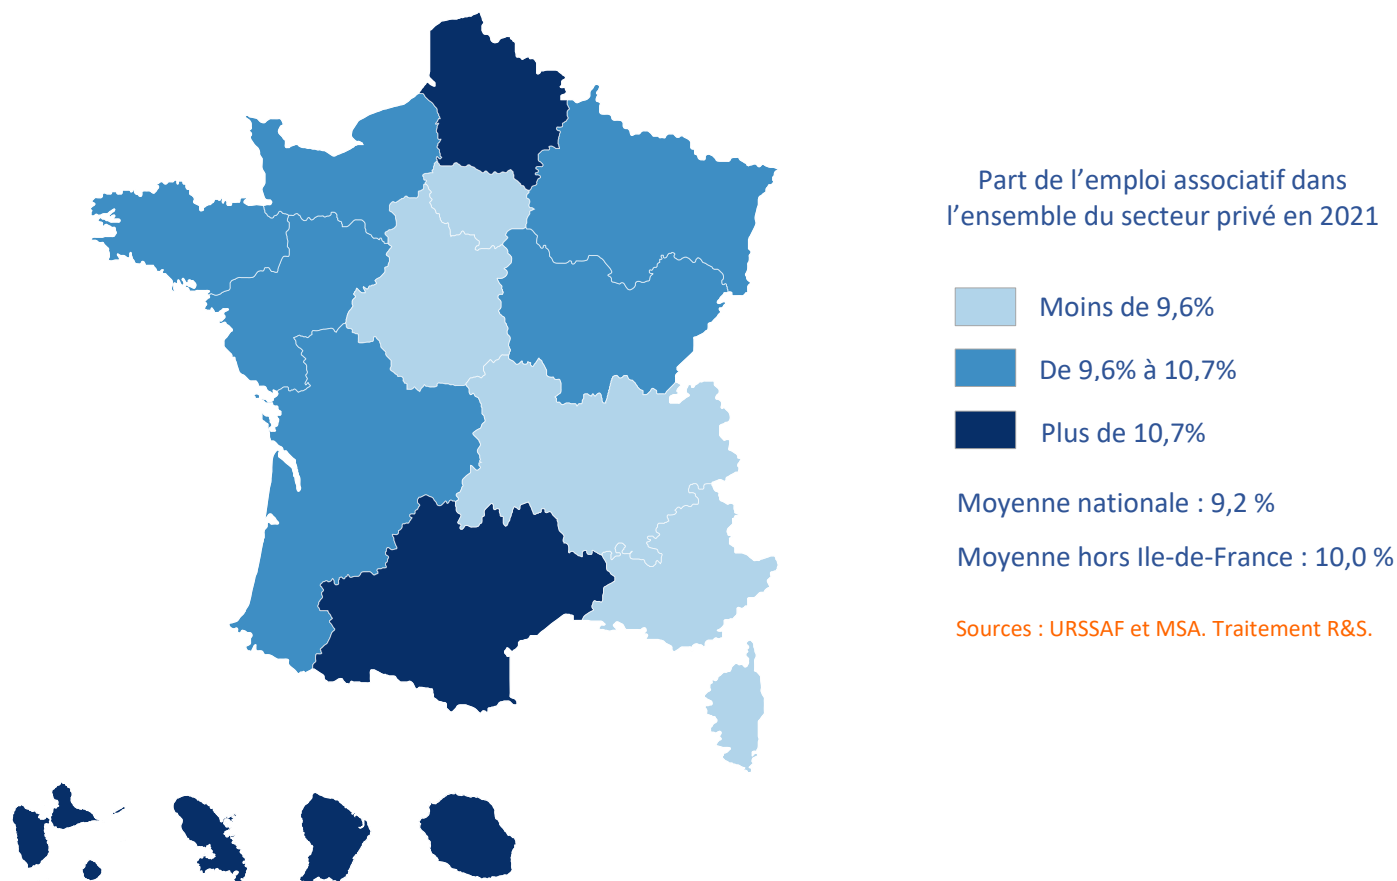 Part de l’emploi associatif dans
l’ensemble du secteur privé en 2021
Moins de 9,6%
De 9,6% à 10,7%
Plus de 10,7%
Moyenne nationale : 9,2 %
Moyenne hors Ile-de-France : 10,0 %
Sources : URSSAF et MSA. Traitement R&S.